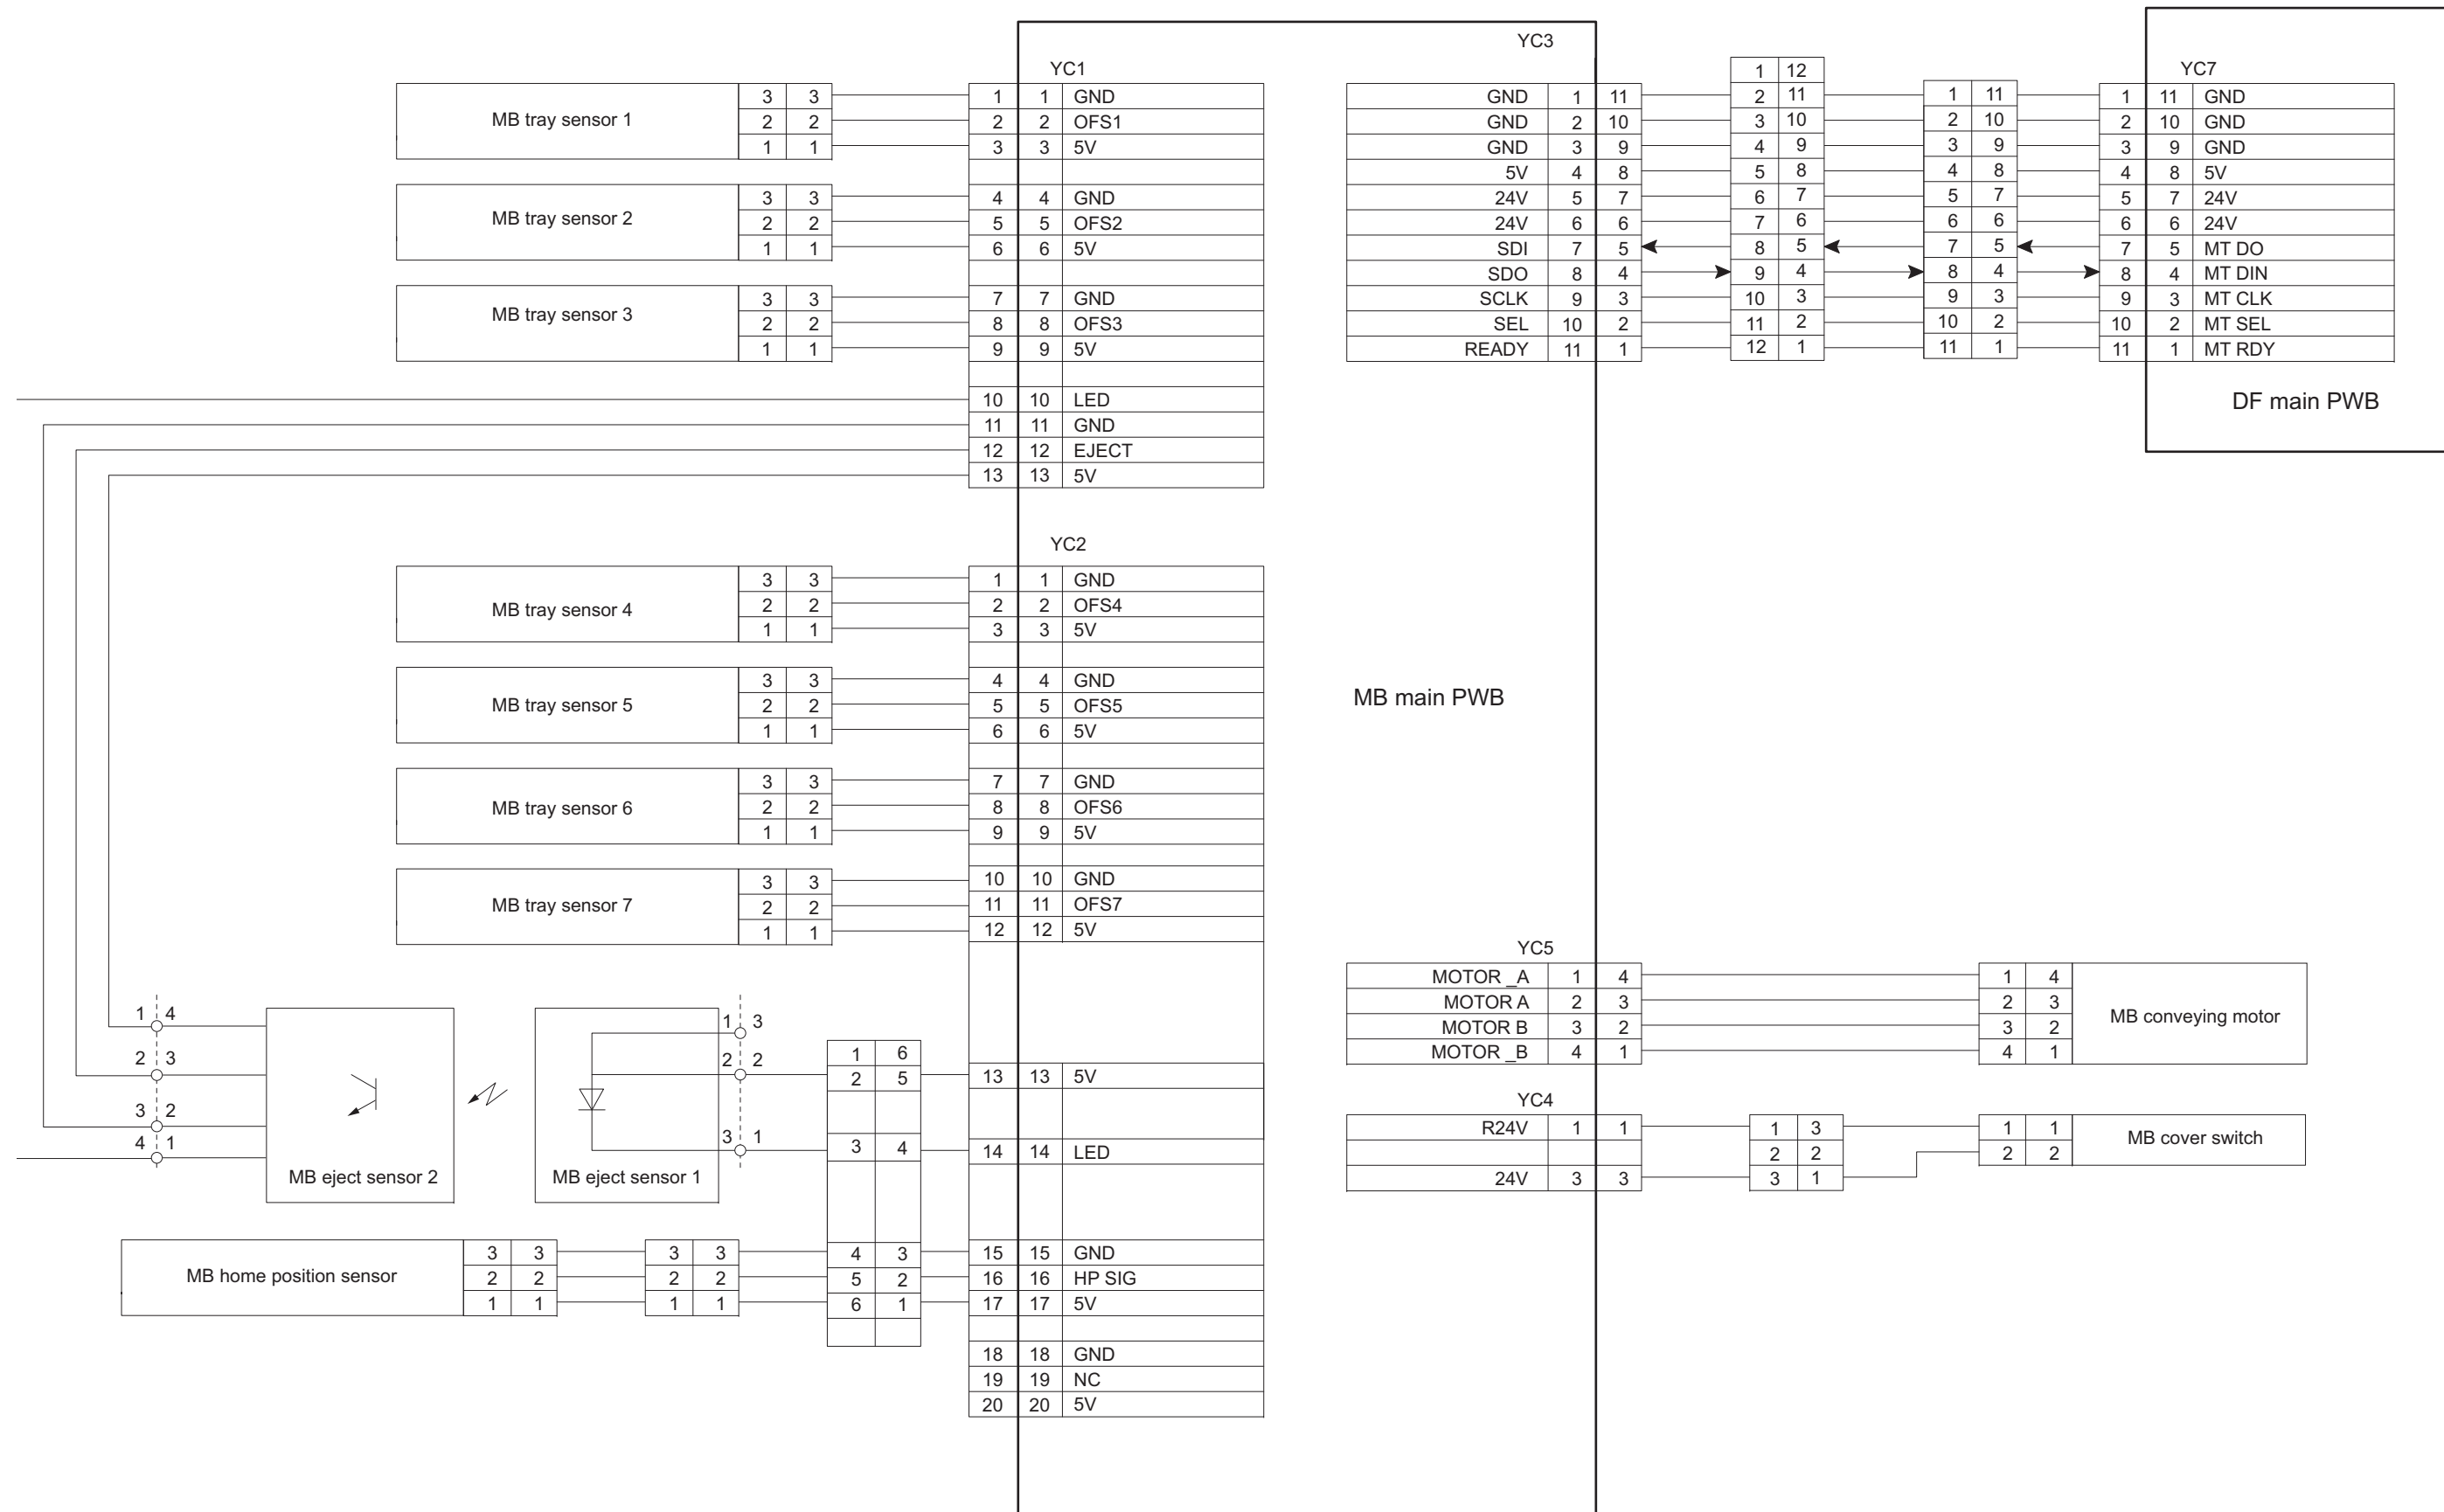 YC1
MB tray sensor 1
3 3 1 1 GND
2 2 2 2 OFS1
1 1 3 3 5V
MB tray sensor 2
3 3 4 4 GND
2 2 5 5 OFS2
1 1 6 6 5V
MB tray sensor 3
3 3 7 7 GND
2 2 8 8 OFS3
1 1 9 9 5V
10 10 LED
11 11 GND
12 12 EJECT
13 13 5V
YC2
MB tray sensor 4
3 3 1 1 GND
2 2 2 2 OFS4
1 1 3 3 5V
MB tray sensor 5
3 3 4 4 GND
2 2 5 5 OFS5
1 1 6 6 5V
MB tray sensor 6
3 3 7 7 GND
2 2 8 8 OFS6
1 1 9 9 5V
MB tray sensor 7
3 3 10 10 GND
2 2 11 11 OFS7
1 1 12 12 5V
1 4
2 3
3 2
4 1
MB eject sensor 2
MB eject sensor 1
1 3
2 2
3 1
1 6
2 5 13 13 5V
3 4 14 14 LED
MB home position sensor
3 3 3 3 4 3 15 15 GND
2 2 2 2 5 2 16 16 HP SIG
1 1 1 1 6 1 17 17 5V
18 18 GND
19 19 NC
20 20 5V
MB main PWB
YC3
YC7
1 12
GND 1 11 2 11 1 11 1 11 GND
GND 2 10 3 10 2 10 2 10 GND
GND 3 9 4 9 3 9 3 9 GND
5V 4 8 5 8 4 8 4 8 5V
24V 5 7 6 7 5 7 5 7 24V
24V 6 6 7 6 6 6 6 6 24V
SDI 7 5 8 5 7 5 7 5 MT DO
SDO 8 4 9 4 8 4 8 4 MT DIN
SCLK 9 3 10 3 9 3 9 3 MT CLK
SEL 10 2 11 2 10 2 10 2 MT SEL
READY 11 1 12 1 11 1 11 1 MT RDY
DF main PWB
YC5
MOTOR _A 1 4 1 4
MOTOR A 2 3 2 3
MOTOR B 3 2 3 2
MOTOR _B 4 1 4 1
MB conveying motor
YC4
R24V 1 1 1 3 1 1
2 2 2 2
24V 3 3 3 1
MB cover switch